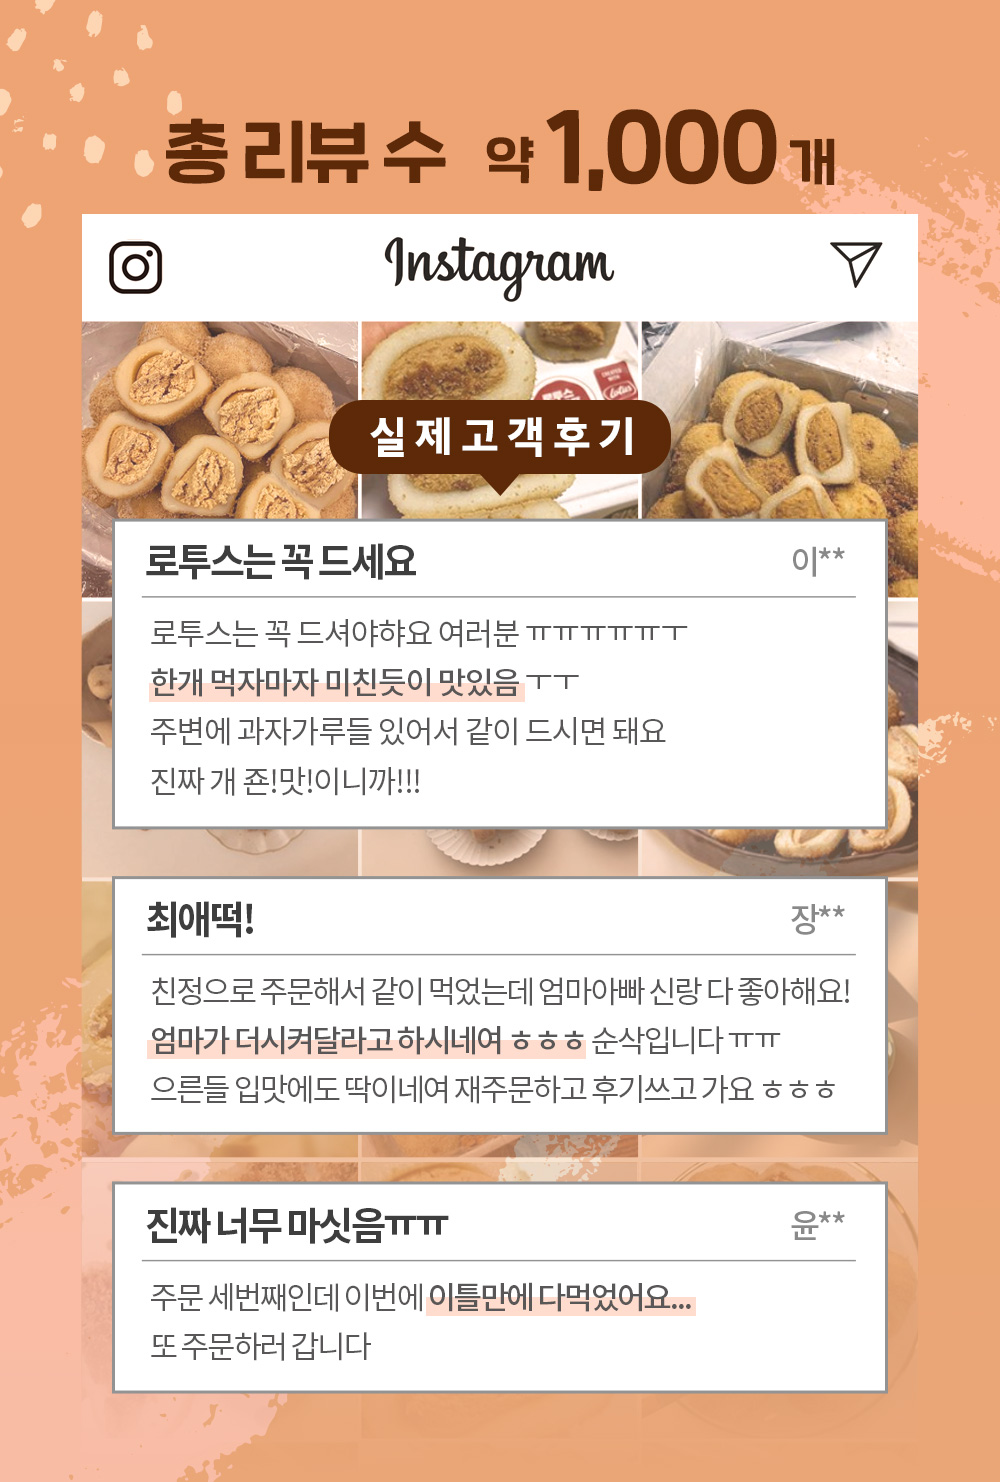 총 리뷰 수 약 1,000 개
Instagram
CREATED WITH
Lotus
로투스
실제고객후기
로투스는 꼭 드세요
이**
로투스는 꼭 드셔야햐요 여러분 ㅠㅠㅠㅠㅠㅜ
한개 먹자마자 미친듯이 맛있음 ㅜㅜ
주변에 과자가루들 있어서 같이 드시면 돼요
진짜 개 죤!맛!이니까!!!
최애떡!
장**
친정으로 주문해서 같이 먹었는데 엄마아빠 신랑 다 좋아해요!
엄마가 더시켜달라고 하시네여 ㅎㅎㅎ 순삭입니다 ㅠㅠ
으른들 입맛에도 딱이네여 재주문하고 후기쓰고 가요 ㅎㅎㅎ
진짜 너무 마싯음ㅠㅠ
윤**
주문 세번째인데 이번에 이틀만에 다먹었어요...
또 주문하러 갑니다